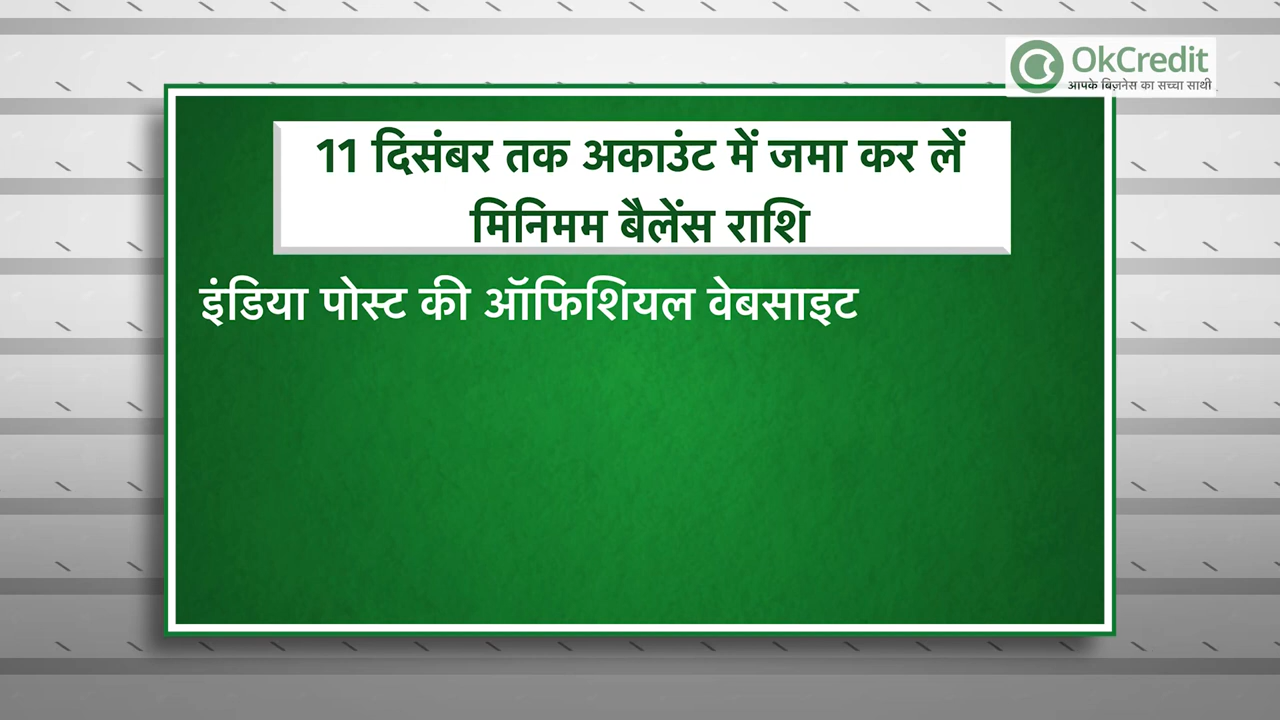 OkCredit
आपके बिज़नेस का सच्चा साथी
11 दिसंबर तक अकाउंट में जमा कर लें
मिनिमम बैलेंस राशि
इंडिया पोस्ट की ऑफिशियल वेबसाइट